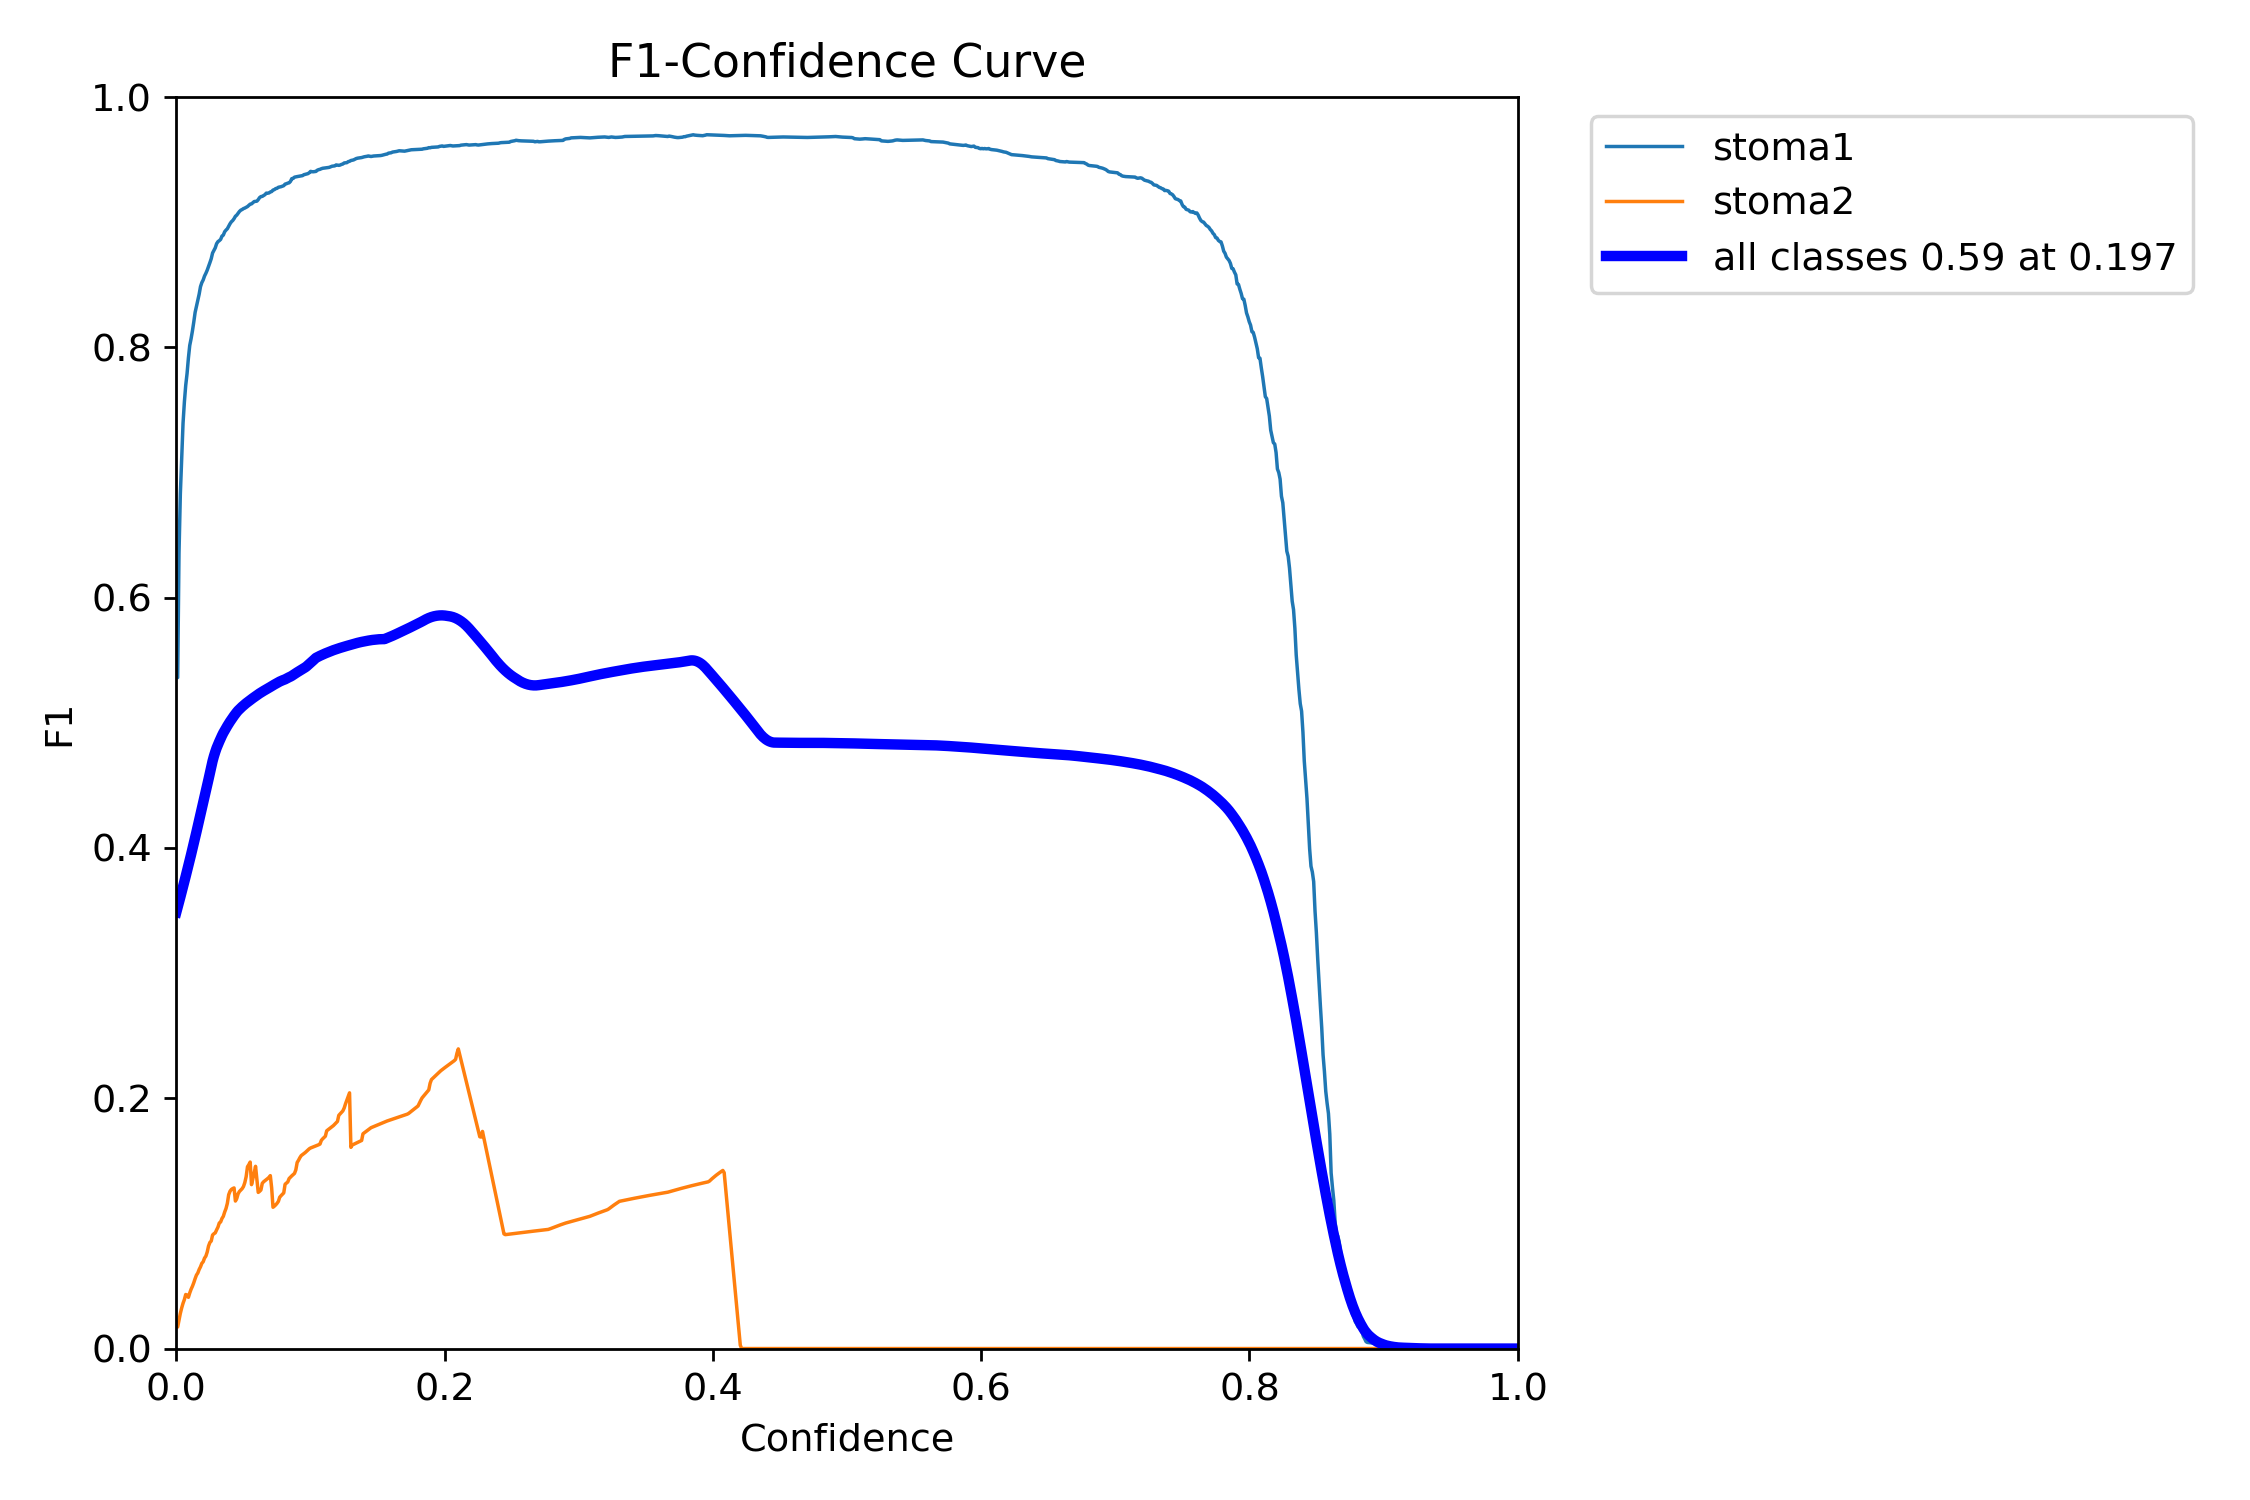 F1-Confidence Curve
1.0
0.8
0.6
0.4
0.2
0.0
F1
0.0 0.2 0.4 0.6 0.8 1.0
Confidence
stoma1
stoma2
all classes 0.59 at 0.197